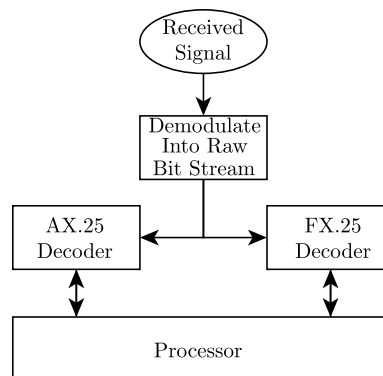 Received
Signal
Demodulate
Into Raw
Bit Stream
AX.25
Decoder
FX.25
Decoder
Processor